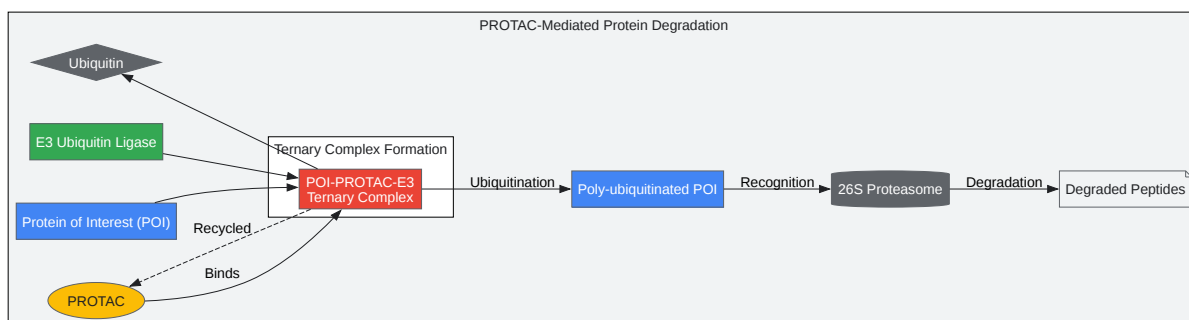 PROTAC-Mediated Protein Degradation
Ubiquitin
E3 Ubiquitin Ligase
Ternary Complex Formation
POI-PROTAC-E3
Ternary Complex
Ubiquitination
Poly-ubiquitinated POI
Recognition
26S Proteasome
Degradation
Degraded Peptides
Protein of Interest (POI)
Recycled
Binds
PROTAC